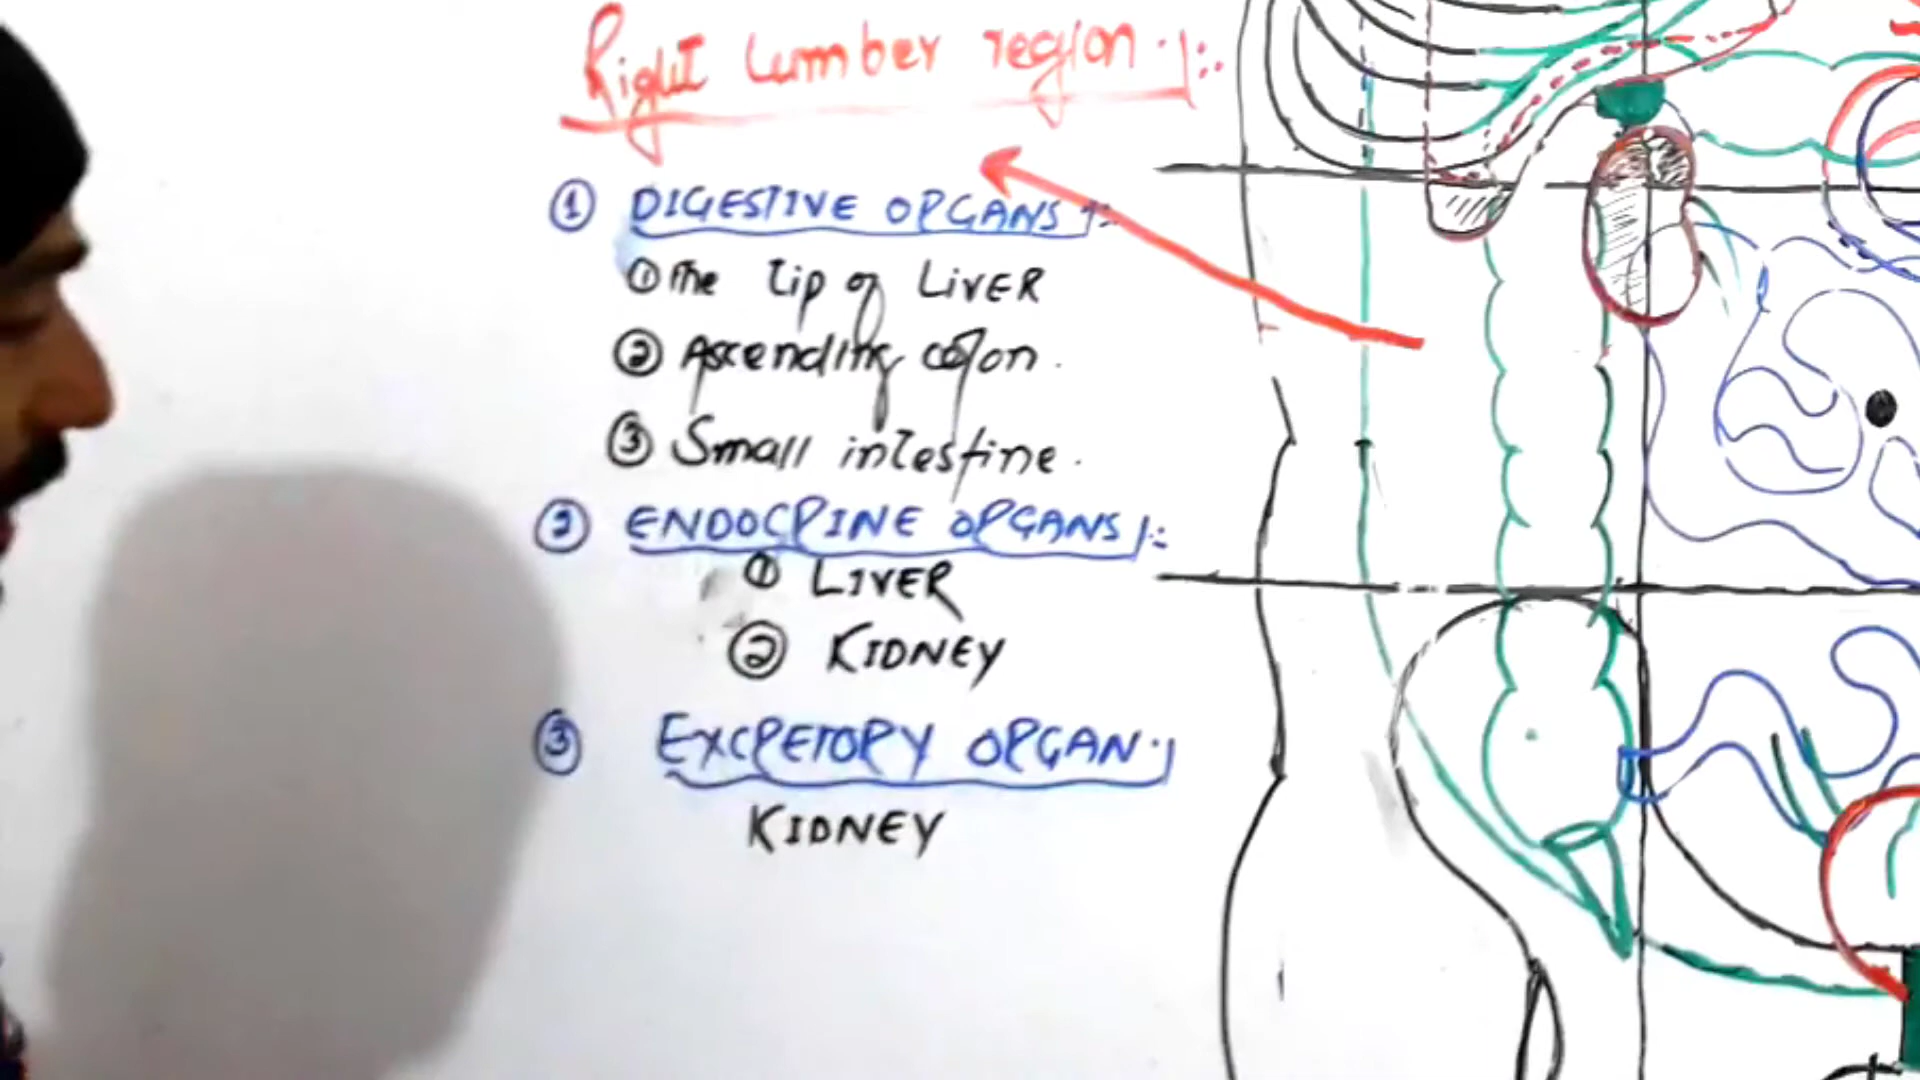 Right lumber region :-|:-
① DIGESTIVE ORGANS :-
① The tip of LiVER
② Ascending colon.
③ Small intestine.
② ENDOCRINE ORGANS |:-
① LIVER
② KIDNEY
③ EXCRETORY ORGAN :|
KIDNEY